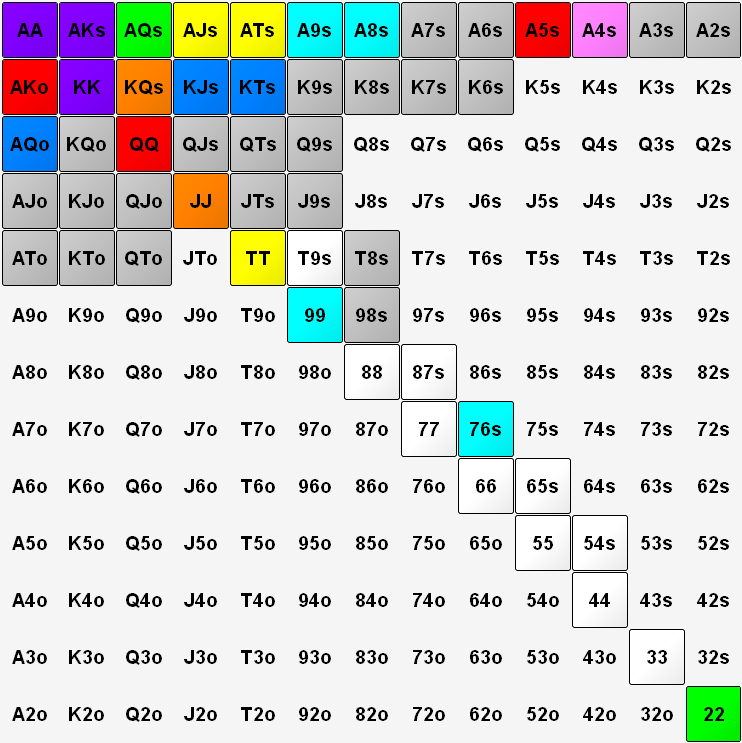 AA AKs AQs AJs ATs A9s A8s A7s A6s A5s A4s A3s A2s
AKo KK KQs KJs KTs K9s K8s K7s K6s K5s K4s K3s K2s
AQo KQo QQ QJs QTs Q9s Q8s Q7s Q6s Q5s Q4s Q3s Q2s
AJo KJo QJo JJ JTs J9s J8s J7s J6s J5s J4s J3s J2s
ATo KTo QTo JTo TT T9s T8s T7s T6s T5s T4s T3s T2s
A9o K9o Q9o J9o T9o 99 98s 97s 96s 95s 94s 93s 92s
A8o K8o Q8o J8o T8o 98o 88 87s 86s 85s 84s 83s 82s
A7o K7o Q7o J7o T7o 97o 87o 77 76s 75s 74s 73s 72s
A6o K6o Q6o J6o T6o 96o 86o 76o 66 65s 64s 63s 62s
A5o K5o Q5o J5o T5o 95o 85o 75o 65o 55 54s 53s 52s
A4o K4o Q4o J4o T4o 94o 84o 74o 64o 54o 44 43s 42s
A3o K3o Q3o J3o T3o 93o 83o 73o 63o 53o 43o 33 32s
A2o K2o Q2o J2o T2o 92o 82o 72o 62o 52o 42o 32o 22